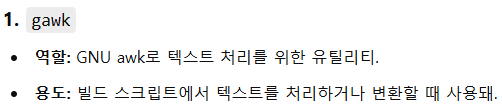 1. gawk
• 역할: GNU awk로 텍스트 처리를 위한 유틸리티.
• 용도: 빌드 스크립트에서 텍스트를 처리하거나 변환할 때 사용돼.